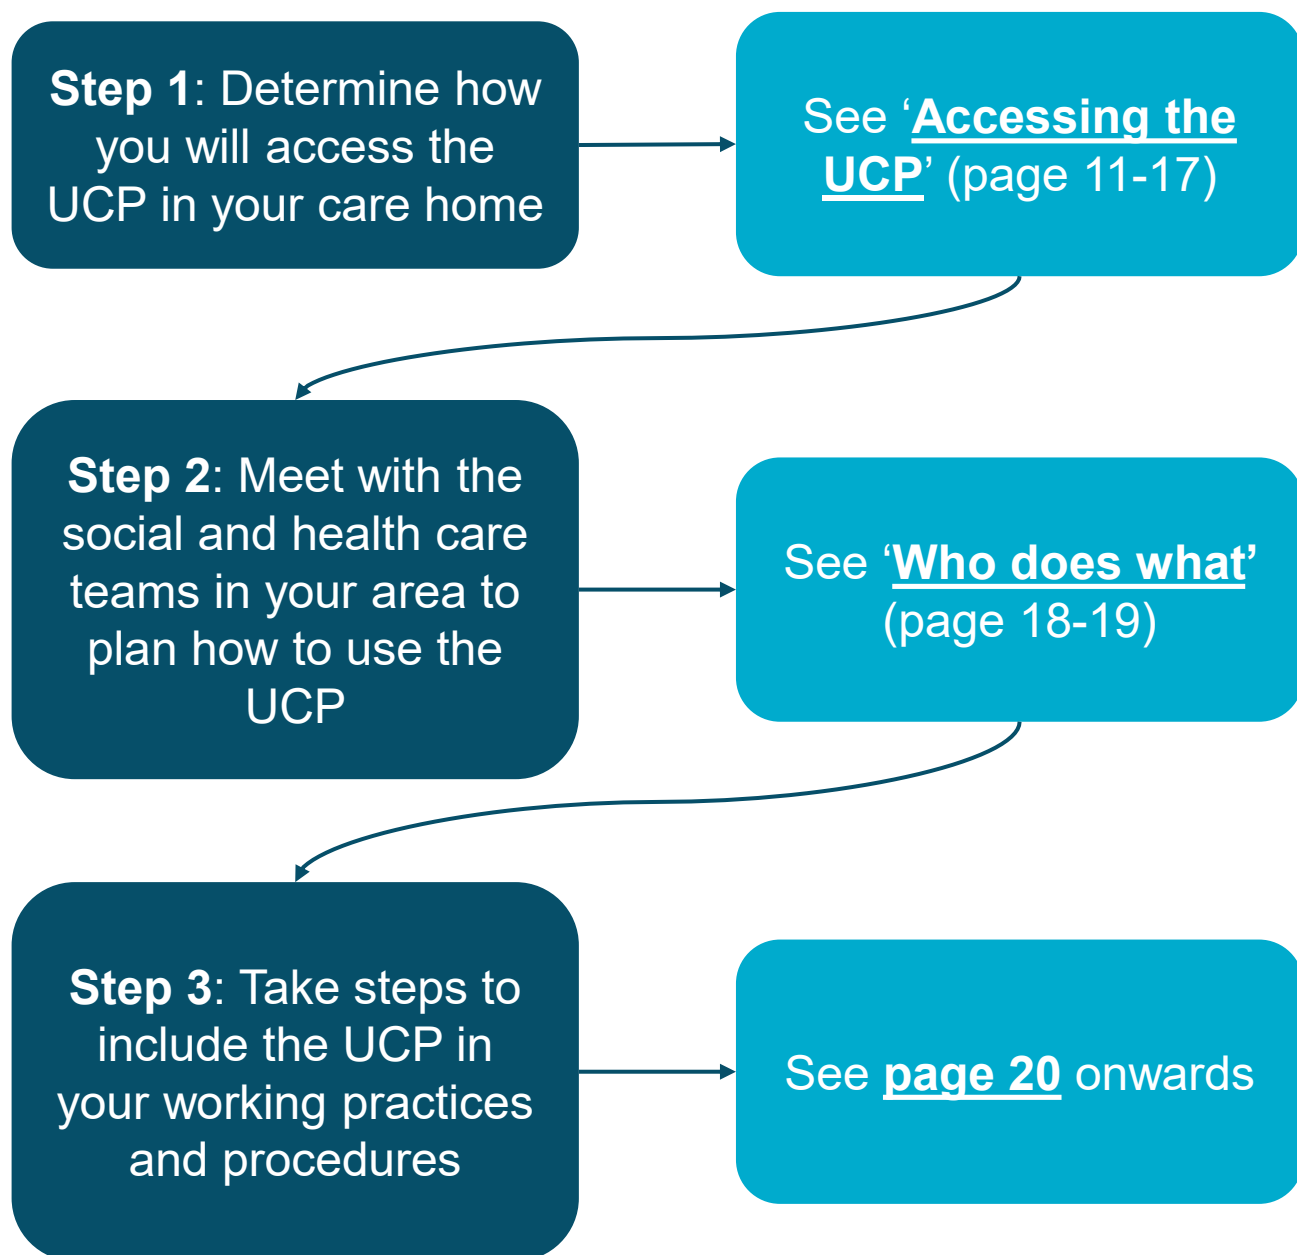 Step 1: Determine how
you will access the
UCP in your care home
See ‘Accessing the
UCP’ (page 11-17)
Step 2: Meet with the
social and health care
teams in your area to
plan how to use the
UCP
See ‘Who does what’
(page 18-19)
Step 3: Take steps to
include the UCP in
your working practices
and procedures
See page 20 onwards